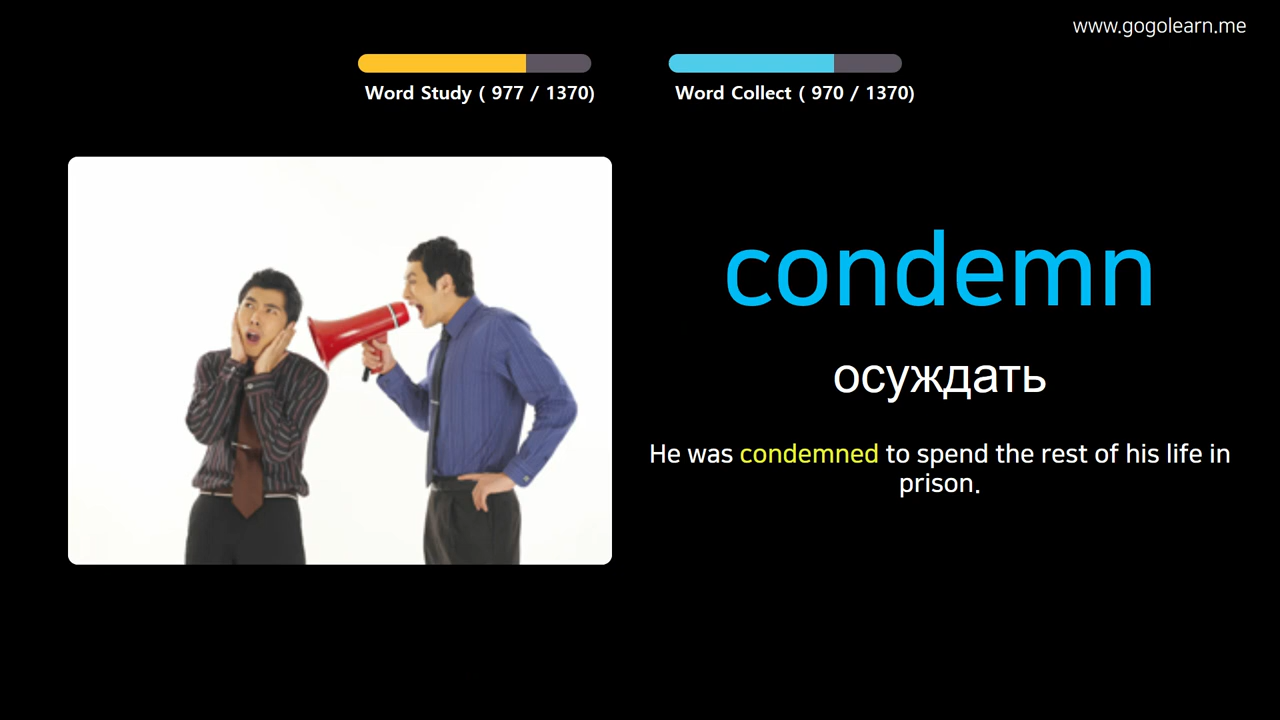 www.gogolearn.me
Word Study ( 977 / 1370)
Word Collect ( 970 / 1370)
condemn
осуждать
He was condemned to spend the rest of his life in
prison.